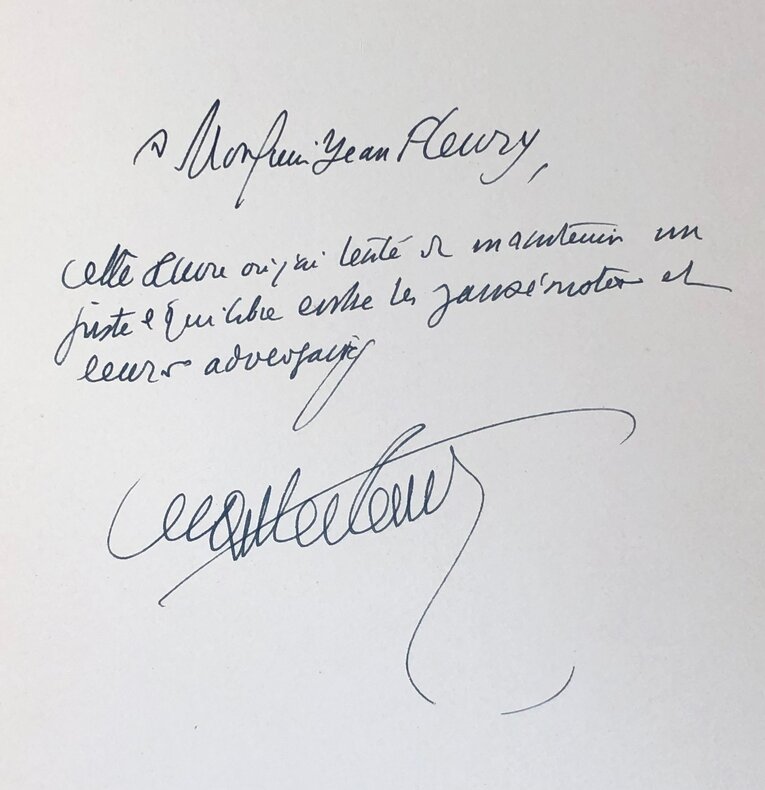 à Monsieur Jean Fleury,
cette œuvre où j'ai tenté de maintenir un
juste équilibre entre les jansénistes et
leurs adversaires
Montherlant